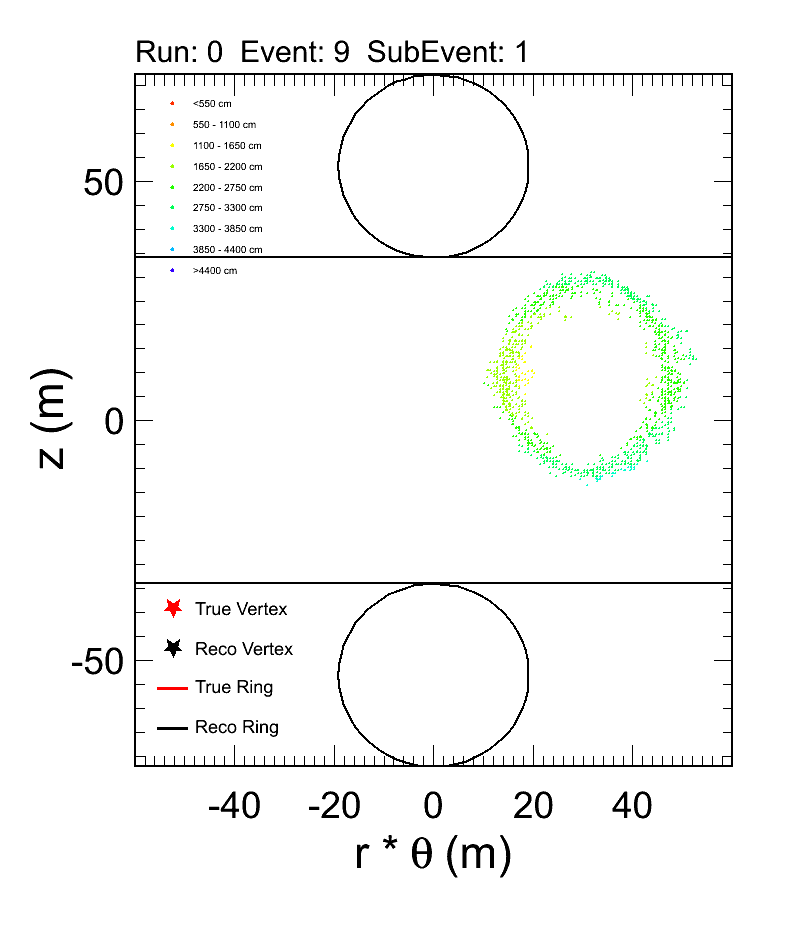 Run: 0 Event: 9 SubEvent: 1
<550 cm
550 - 1100 cm
1100 - 1650 cm
1650 - 2200 cm
2200 - 2750 cm
2750 - 3300 cm
3300 - 3850 cm
3850 - 4400 cm
>4400 cm
50
0
-50
z (m)
True Vertex
Reco Vertex
True Ring
Reco Ring
-40 -20 0 20 40
r * θ (m)